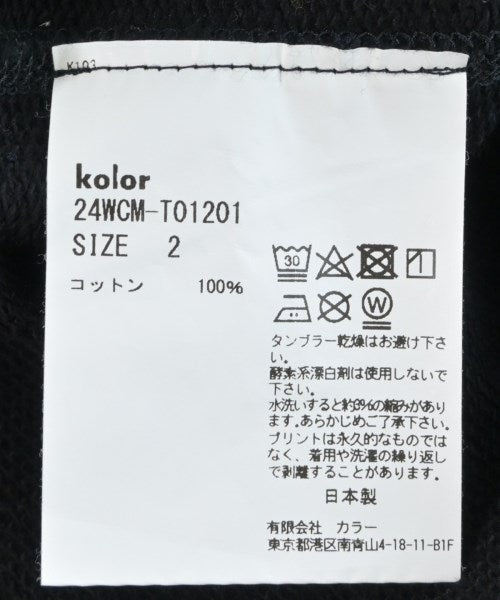 K103
kolor
24WCM-T01201
SIZE 2
コットン 100%
30
W
タンブラー乾燥はお避け下さ
い。
酵素系漂白剤は使用しないで
下さい。
水洗いすると約3%の縮みがあり
ます。あらかじめご了承下さい。
プリントは永久的なものでは
なく、着用や洗濯の繰り返し
で剥離することがあります。
日本製
有限会社 カラー
東京都港区南青山4-18-11-B1F